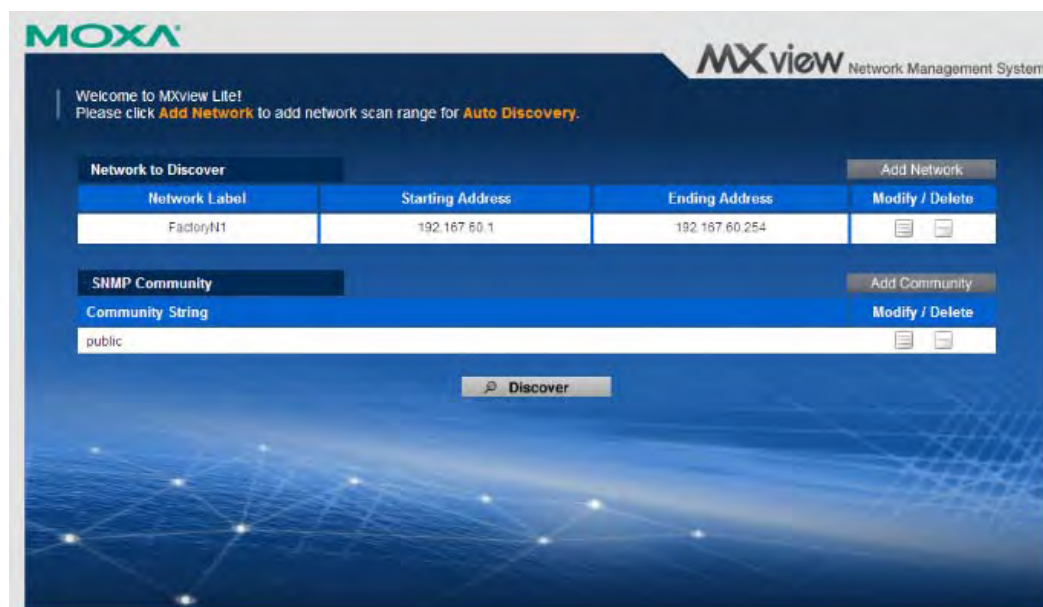 MOXA
MXview Network Management System
Welcome to MXview Lite!
Please click Add Network to add network scan range for Auto Discovery.
Network to Discover
Add Network
Network Label Starting Address Ending Address Modify / Delete
FactoryN1 192.167.60.1 192.167.60.254
SNMP Community
Add Community
Community String Modify / Delete
public
Discover